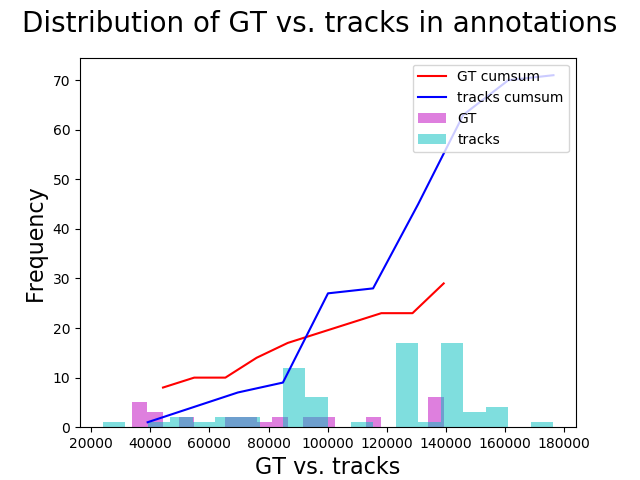 Distribution of GT vs. tracks in annotations
GT cumsum
tracks cumsum
GT
tracks
70
60
50
40
30
20
10
0
Frequency
20000 40000 60000 80000 100000 120000 140000 160000 180000
GT vs. tracks